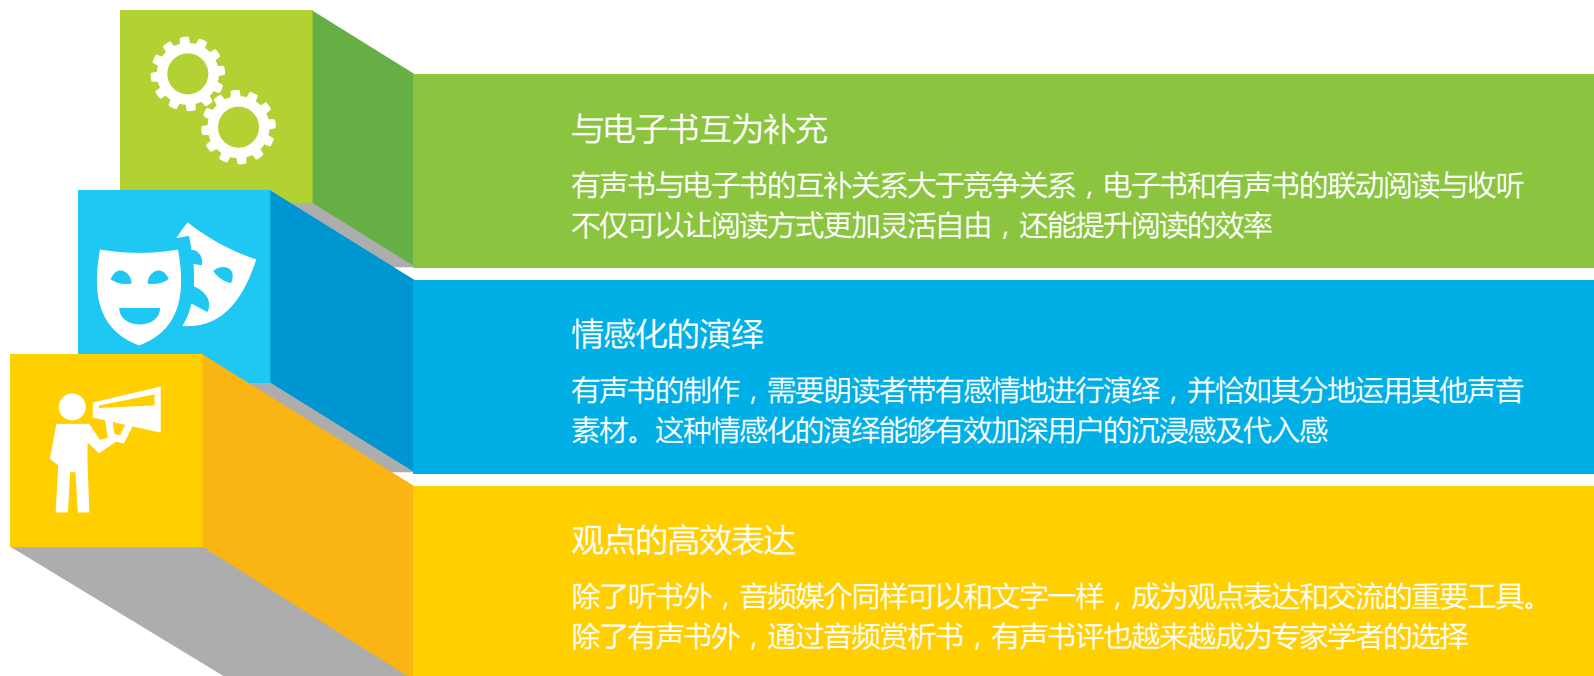 与电子书互为补充
有声书与电子书的互补关系大于竞争关系，电子书和有声书的联动阅读与收听
不仅可以让阅读方式更加灵活自由，还能提升阅读的效率
情感化的演绎
有声书的制作，需要朗读者带有感情地进行演绎，并恰如其分地运用其他声音
素材。这种情感化的演绎能够有效加深用户的沉浸感及代入感
观点的高效表达
除了听书外，音频媒介同样可以和文字一样，成为观点表达和交流的重要工具。
除了有声书外，通过音频赏析书，有声书评也越来越成为专家学者的选择